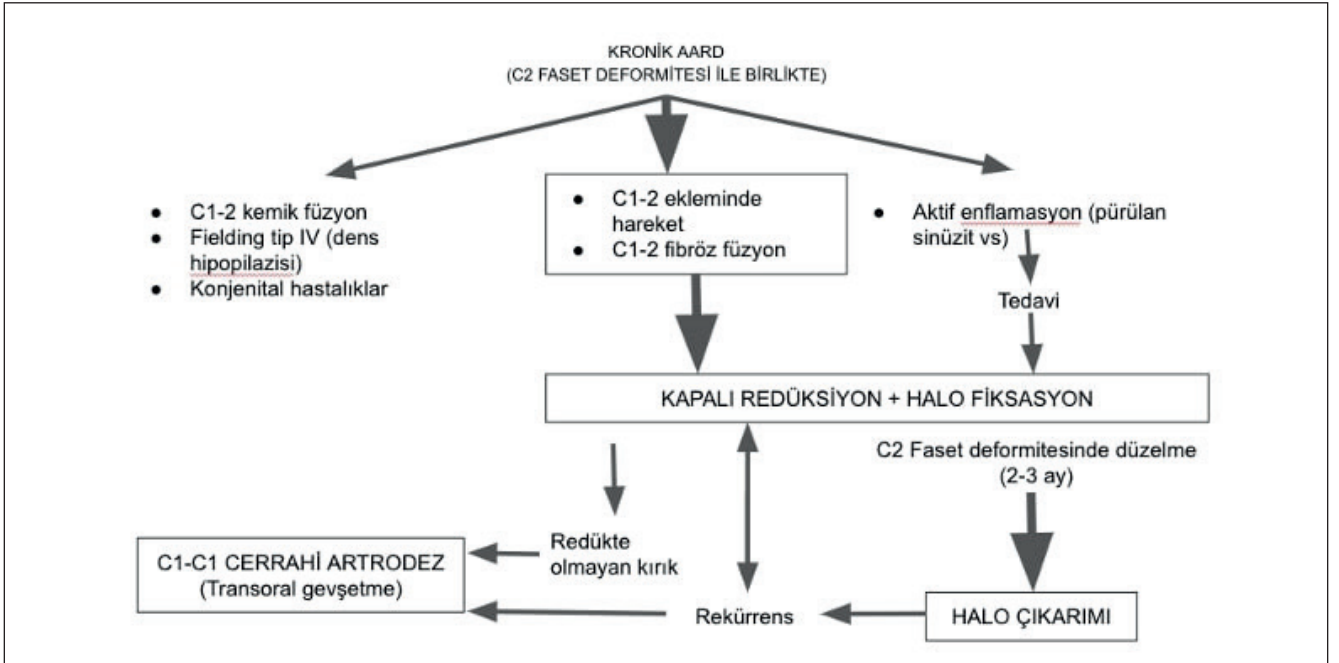 KRONİK AARD
(C2 FASET DEFORMİTESİ İLE BİRLİKTE)
● C1-2 kemik füzyon
● Fielding tip IV (dens
hipopilazisi)
● Konjenital hastalıklar
● C1-2 ekleminde
hareket
● C1-2 fibröz füzyon
● Aktif enflamasyon (pürülan
sinüzit vs)
Tedavi
KAPALI REDÜKSİYON + HALO FİKSASYON
C2 Faset deformitesinde düzelme
(2-3 ay)
Redükte
olmayan kırık
C1-C1 CERRAHİ ARTRODEZ
(Transoral gevşetme)
Rekürrens
HALO ÇIKARIMI